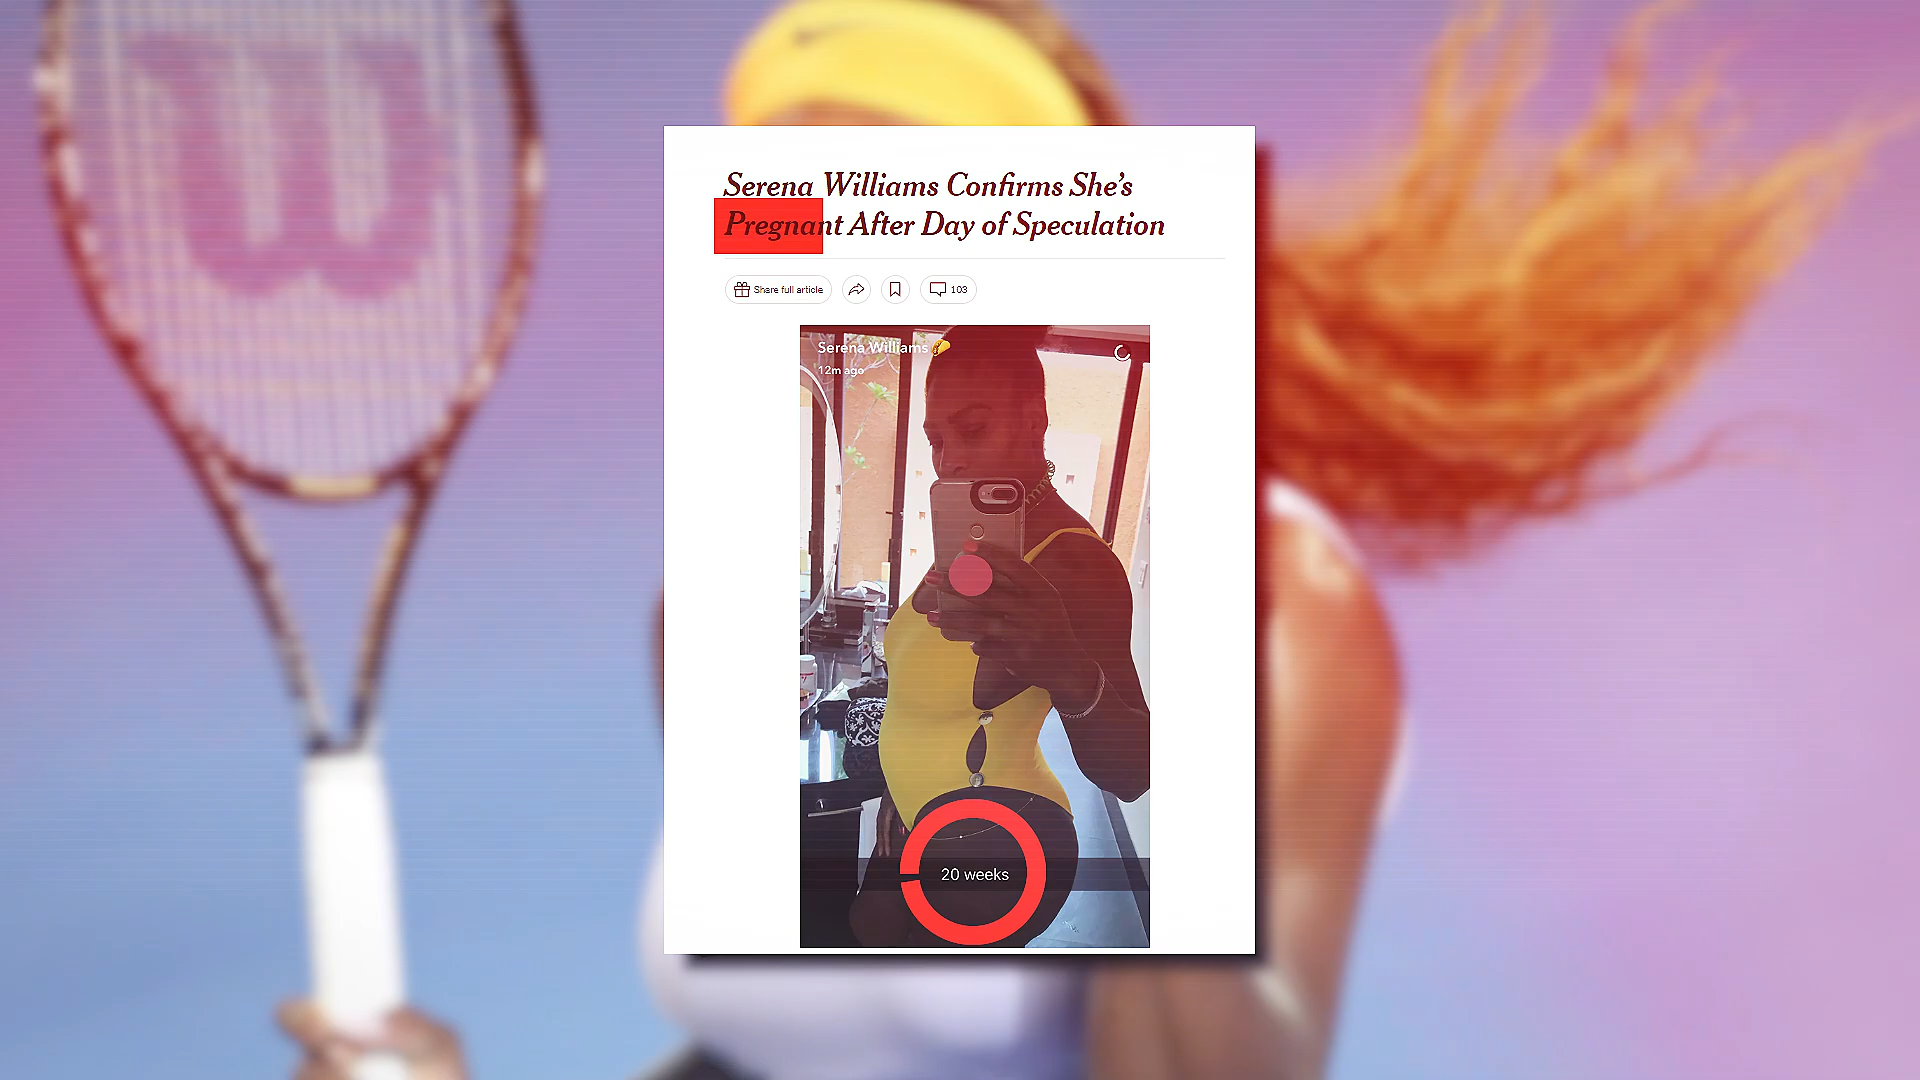 Serena Williams Confirms She’s
Pregnant After Day of Speculation
Share full article
103
Serena Williams
12m ago
20 weeks